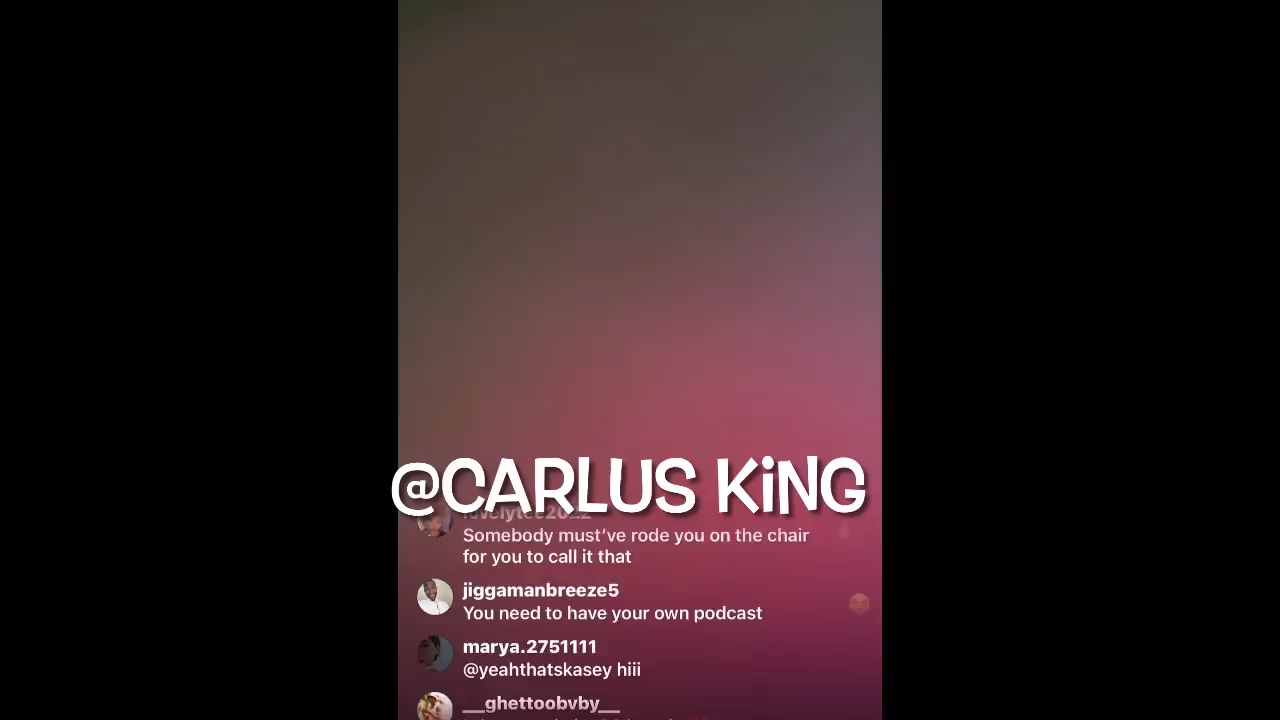 @CARLUS KiNG
lovelytee2022
Somebody must've rode you on the chair
for you to call it that
jiggamanbreeze5
You need to have your own podcast
marya.2751111
@yeahthatskasey hiii
__ghettoobvby__